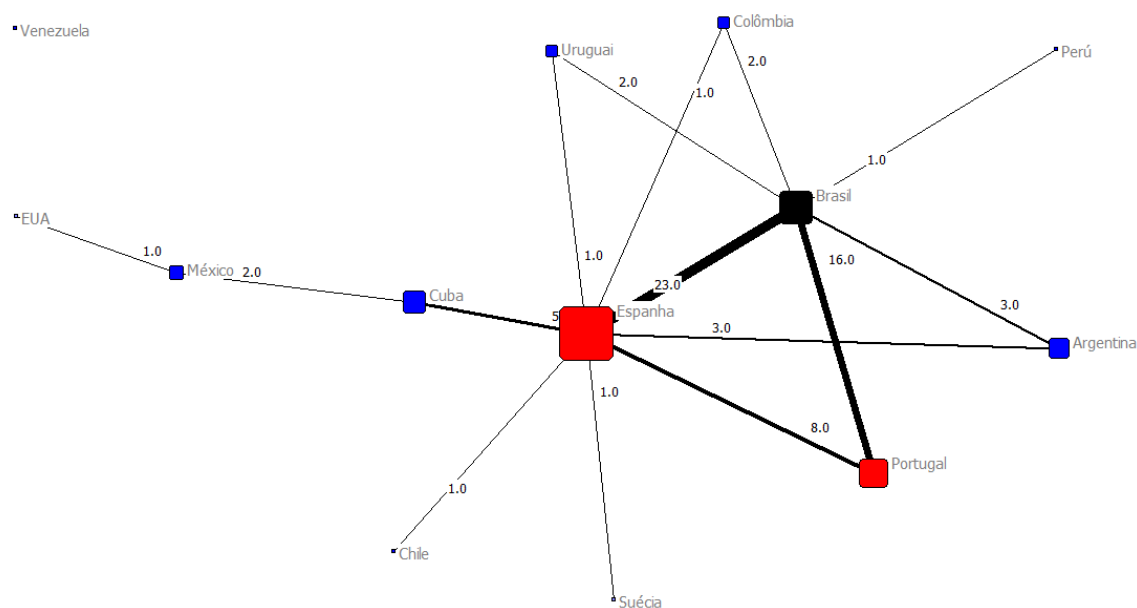 Venezuela
Colômbia
Uruguai
Perú
2.0
2.0
1.0
1.0
Brasil
EUA
1.0
México
2.0
1.0
16.0
23.0
Cuba
5
Espanha
3.0
3.0
Argentina
1.0
8.0
Portugal
1.0
Chile
Suécia